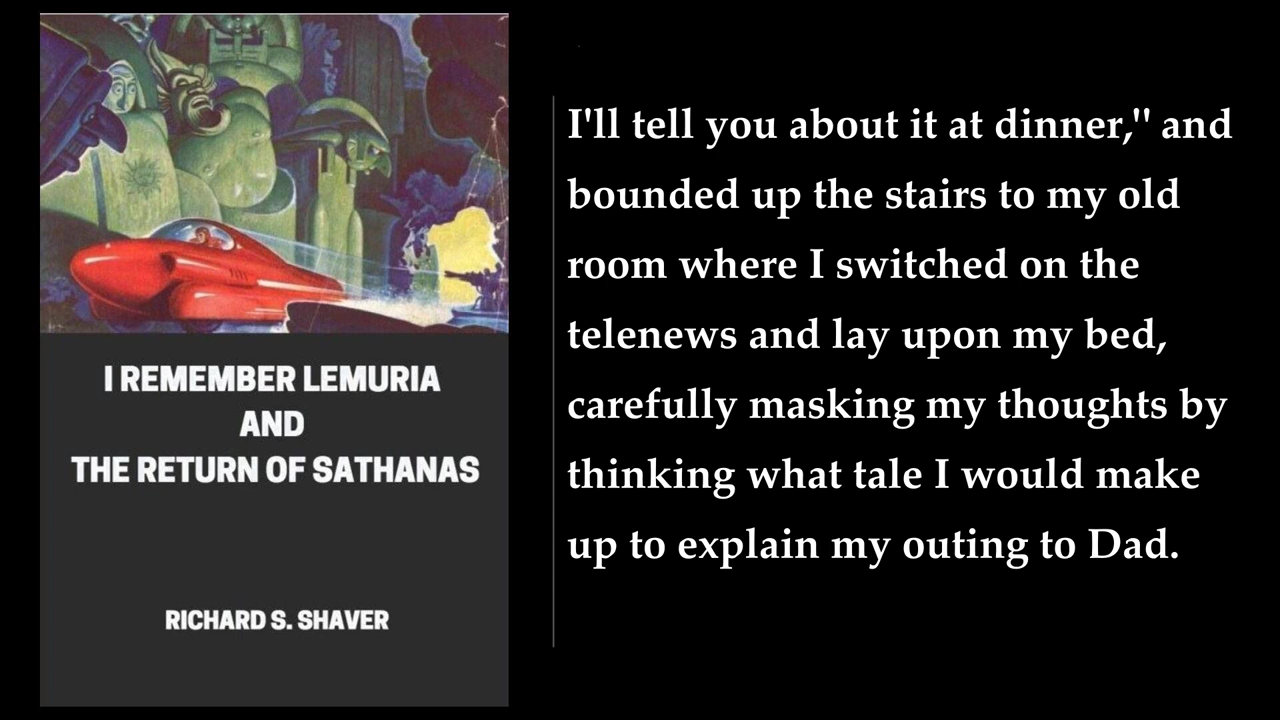 I REMEMBER LEMURIA
AND
THE RETURN OF SATHANAS
RICHARD S. SHAVER
I'll tell you about it at dinner,'' and
bounded up the stairs to my old
room where I switched on the
telenews and lay upon my bed,
carefully masking my thoughts by
thinking what tale I would make
up to explain my outing to Dad.